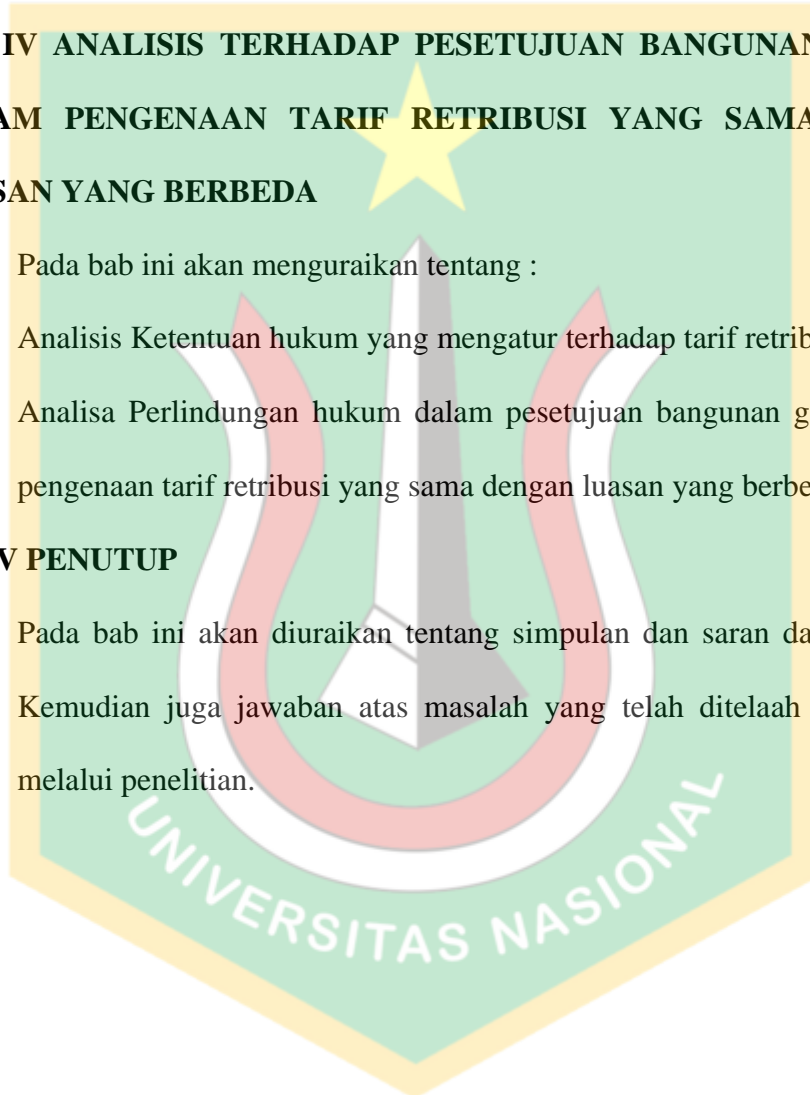 IV ANALISIS TERHADAP PESETUJUAN BANGUNAN
AM PENGENAAN TARIF RETRIBUSI YANG SAMA
SAN YANG BERBEDA
Pada bab ini akan menguraikan tentang :
Analisis Ketentuan hukum yang mengatur terhadap tarif retrib
Analisa Perlindungan hukum dalam pesetujuan bangunan g
pengenaan tarif retribusi yang sama dengan luasan yang berbe
V PENUTUP
Pada bab ini akan diuraikan tentang simpulan dan saran da
Kemudian juga jawaban atas masalah yang telah ditelaah
melalui penelitian.
UNIVERSITAS NASIONAL